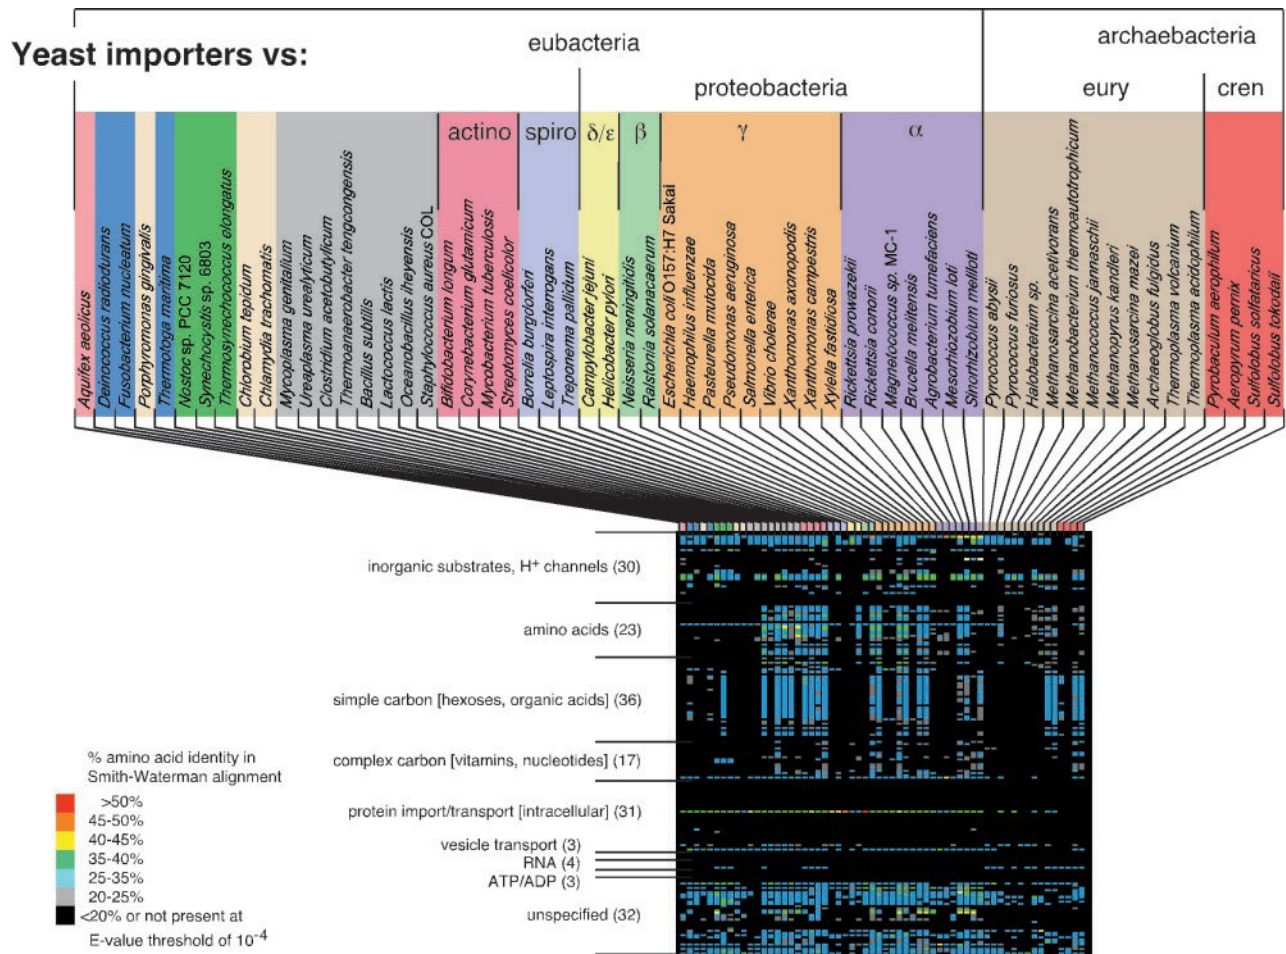 Yeast importers vs:
eubacteria
archaebacteria
proteobacteria
eury
cren
actino
spiro
δ/ε
β
γ
α
Aquifex aeolicus
Deinococcus radiodurans
Fusobacterium nucleatum
Porphyromonas gingivalis
Thermotoga maritima
Nostoc sp. PCC 7120
Synechocystis sp. 6803
Thermosynechrococcus elongatus
Chlorobium tepidum
Chlamydia trachomatis
Mycoplasma genitalium
Ureaplasma urealyticum
Clostridium acetobutylicum
Thermoanaerobacter tengcongensis
Bacillus subtilis
Lactococcus lactis
Oceanobacillus iheyensis
Staphylococcus aureus COL
Bifidobacterium longum
Corynebacterium glutamicum
Mycobacterium tuberculosis
Streptomyces coelicolor
Borrelia burgdorferi
Leptospira interrogans
Treponema pallidum
Campylobacter jejuni
Helicobacter pylori
Neisseria meningitidis
Ralstonia solanacaerum
Escherichia coli O157:H7 Sakai
Haemophilus influenzae
Pasteurella mutocida
Pseudomonas aeruginosa
Salmonella enterica
Vibrio cholerae
Xanthomonas axonopodis
Xanthomonas campestris
Xylella fastidiosa
Rickettsia prowazekii
Rickettsia conorii
Magnetococcus sp. MC-1
Brucella melitensis
Agrobacterium tumefaciens
Mesorhizobium loti
Sinorhizobium meliloti
Pyrococcus abysii
Pyrococcus furiosus
Halobacterium sp.
Methanosarcina acetivorans
Methanobacterium thermoautotrophicum
Methanococcus jannaschii
Methanopyrus kandleri
Methanosarcina mazei
Archaeoglobus fulgidus
Thermoplasma volcanium
Thermoplasma acidophilum
Pyrobaculum aerophilum
Aeropyrum pernix
Sulfolobus solfataricus
Sulfolobus tokodaii
inorganic substrates, H⁺ channels (30)
amino acids (23)
simple carbon [hexoses, organic acids] (36)
complex carbon [vitamins, nucleotides] (17)
protein import/transport [intracellular] (31)
vesicle transport (3)
RNA (4)
ATP/ADP (3)
unspecified (32)
% amino acid identity in
Smith-Waterman alignment
>50%
45-50%
40-45%
35-40%
25-35%
20-25%
<20% or not present at
E-value threshold of 10⁻⁴